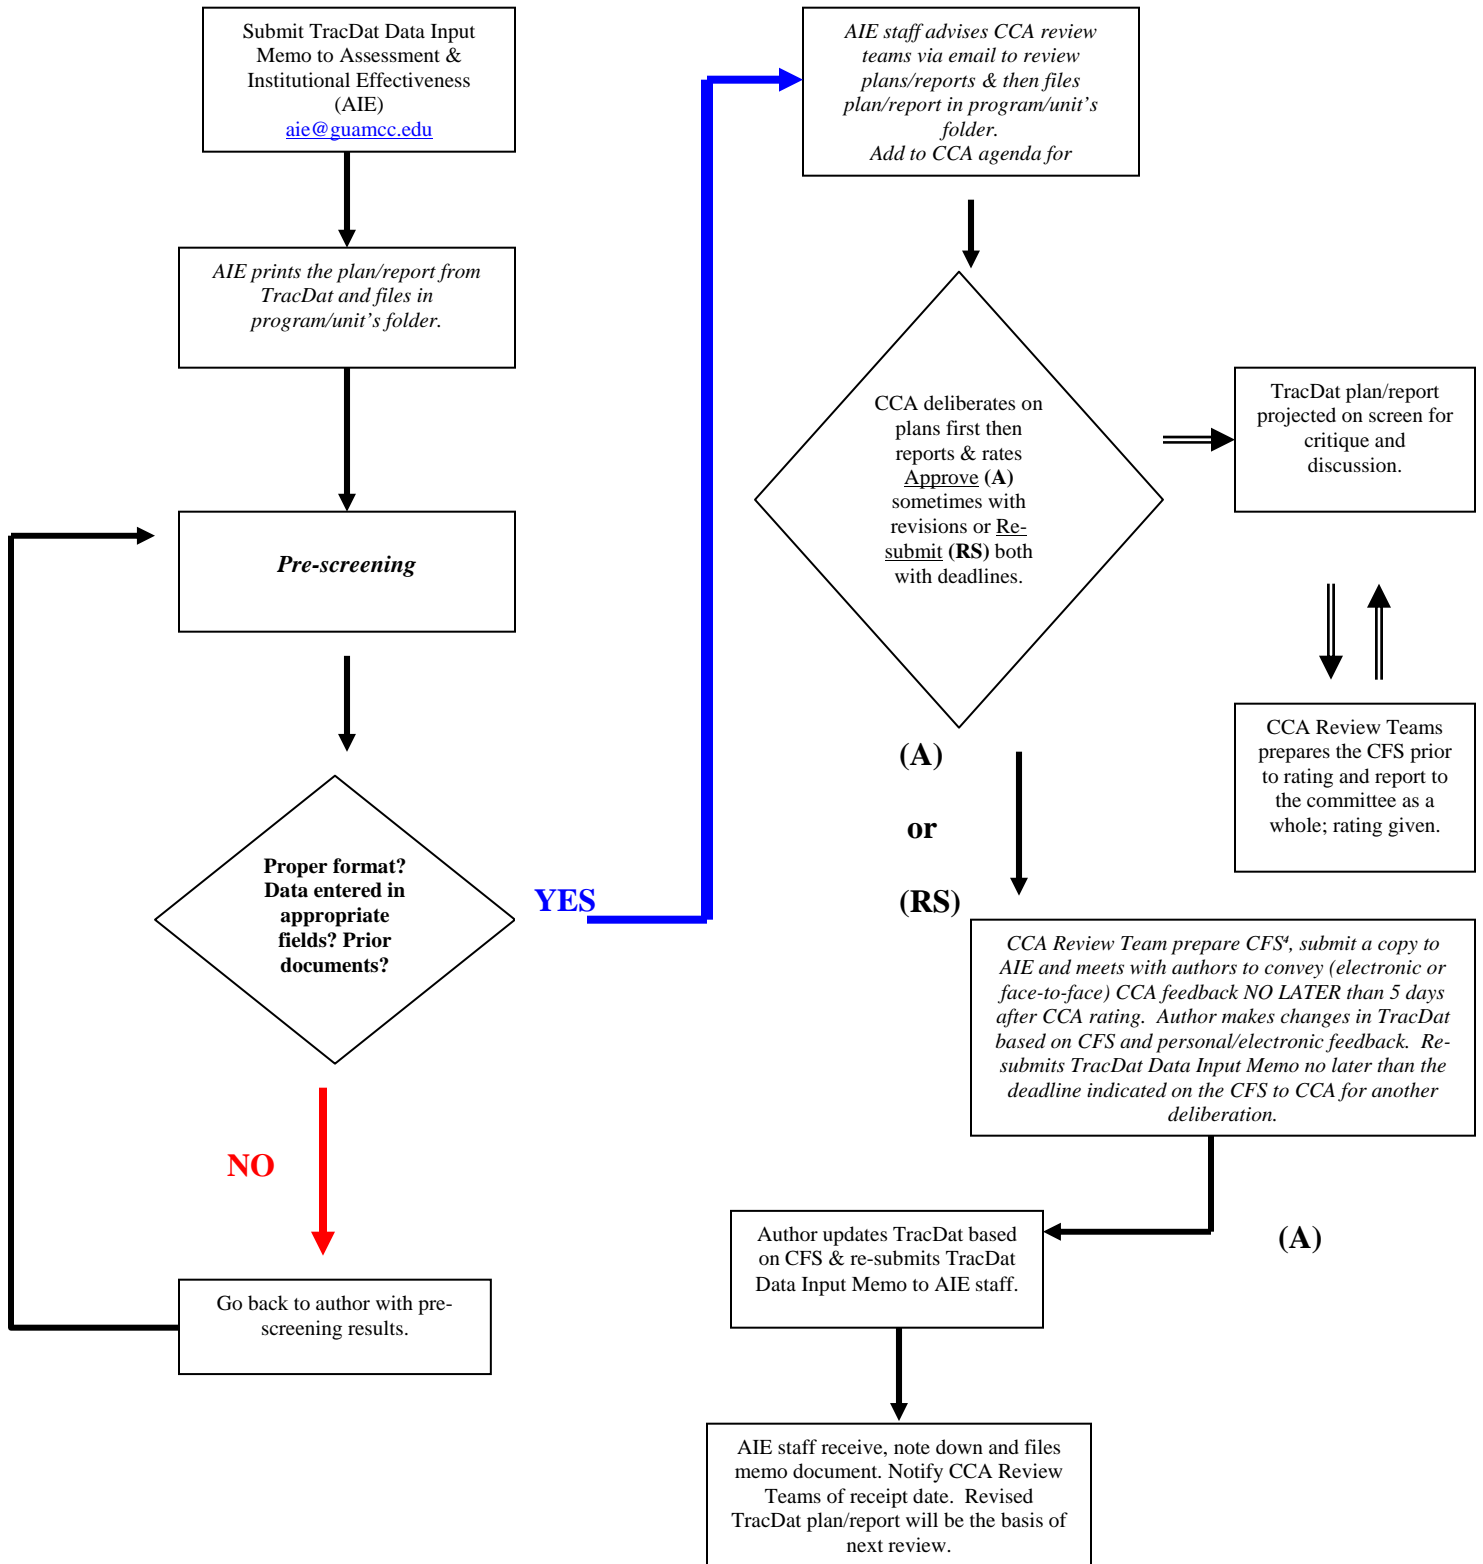 Submit TracDat Data Input
Memo to Assessment &
Institutional Effectiveness
(AIE)
aie@guamcc.edu
AIE prints the plan/report from
TracDat and files in
program/unit's folder.
Pre-screening
Proper format?
Data entered in
appropriate
fields? Prior
documents?
YES
NO
Go back to author with pre-
screening results.
AIE staff advises CCA review
teams via email to review
plans/reports & then files
plan/report in program/unit's
folder.
Add to CCA agenda for
CCA deliberates on
plans first then
reports & rates
Approve (A)
sometimes with
revisions or Re-
submit (RS) both
with deadlines.
TracDat plan/report
projected on screen for
critique and
discussion.
CCA Review Teams
prepares the CFS prior
to rating and report to
the committee as a
whole; rating given.
(A)
or
(RS)
CCA Review Team prepare CFS⁴, submit a copy to
AIE and meets with authors to convey (electronic or
face-to-face) CCA feedback NO LATER than 5 days
after CCA rating. Author makes changes in TracDat
based on CFS and personal/electronic feedback. Re-
submits TracDat Data Input Memo no later than the
deadline indicated on the CFS to CCA for another
deliberation.
(A)
Author updates TracDat based
on CFS & re-submits TracDat
Data Input Memo to AIE staff.
AIE staff receive, note down and files
memo document. Notify CCA Review
Teams of receipt date. Revised
TracDat plan/report will be the basis of
next review.